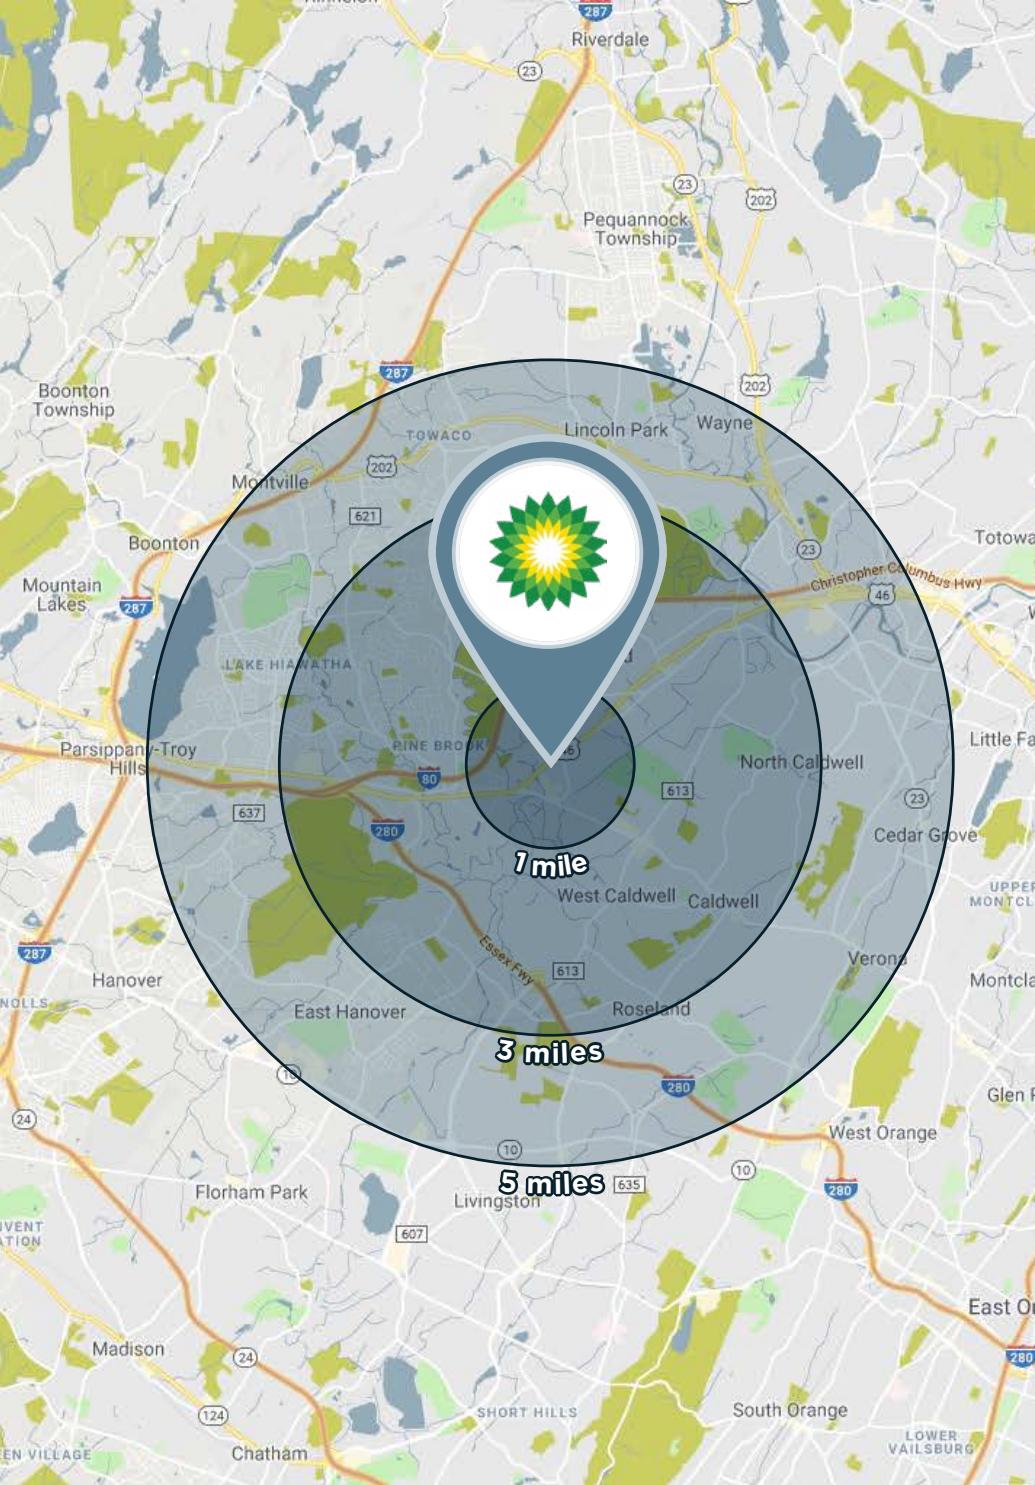 287
Riverdale
23
23
202
Pequannock
Township
287
202
Boonton
Township
Lincoln Park
Wayne
TOWACO
202
Montville
621
Boonton
23
Totowa
Christopher Columbus Hwy
Mountain
Lakes
46
287
LAKE HIAWATHA
Parsippany-Troy
Hills
PINE BROOK
46
Little Fa
North Caldwell
80
613
23
637
280
Cedar Grove
1 mile
UPPER
MONTCL
West Caldwell
Caldwell
287
Essex Fwy
Verona
Hanover
613
Montcla
NOLLS
East Hanover
Roseland
3 miles
10
280
Glen R
24
West Orange
10
10
5 miles
635
280
Florham Park
Livingston
VENT
ATION
607
East O
Madison
24
280
124
SHORT HILLS
South Orange
EN VILLAGE
Chatham
LOWER
VAILSBURG